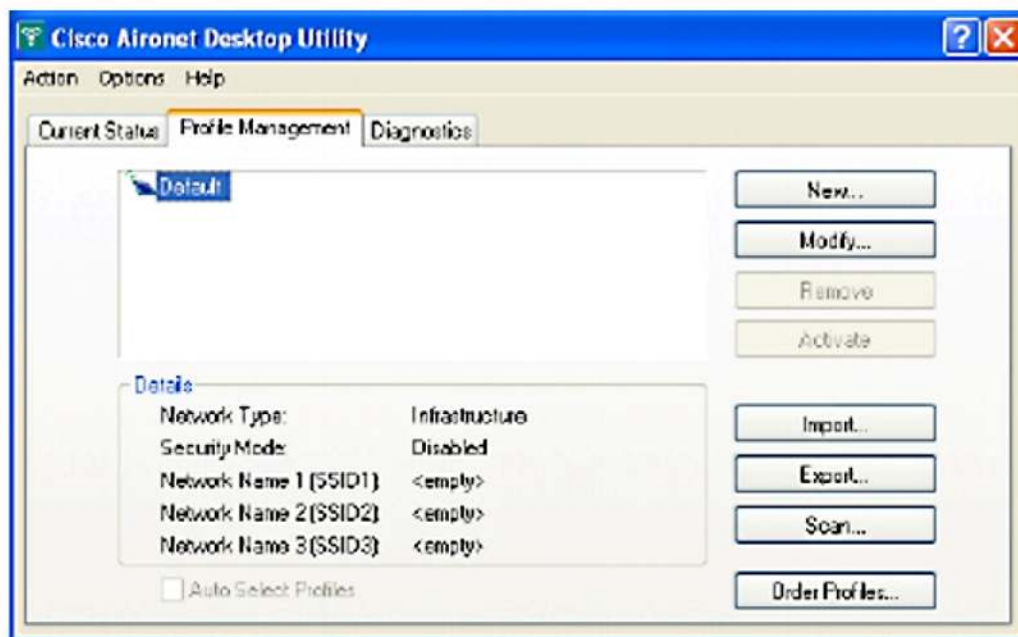 Cisco Aironet Desktop Utility
Action Options Help
Current Status Profile Management Diagnostics
Default
New...
Modify...
Remove
Activate
Details
Network Type: Infrastructure
Security Mode: Disabled
Network Name 1 (SSID1) <empty>
Network Name 2 (SSID2) <empty>
Network Name 3 (SSID3) <empty>
Auto Select Profiles
Import...
Export...
Scan...
Order Profiles...